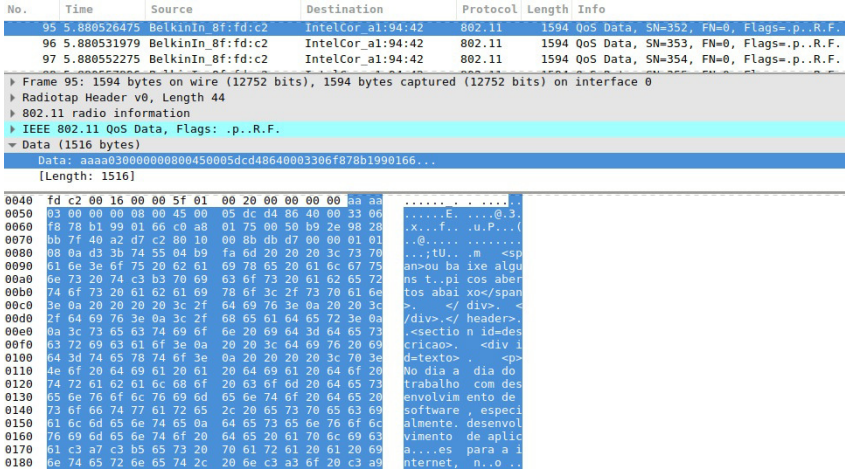 No. Time Source Destination Protocol Length Info
95 5.880526475 BelkinIn_8f:fd:c2 IntelCor_a1:94:42 802.11 1594 QoS Data, SN=352, FN=0, Flags=.p..R.F.
96 5.880531979 BelkinIn_8f:fd:c2 IntelCor_a1:94:42 802.11 1594 QoS Data, SN=353, FN=0, Flags=.p..R.F.
97 5.880552275 BelkinIn_8f:fd:c2 IntelCor_a1:94:42 802.11 1594 QoS Data, SN=354, FN=0, Flags=.p..R.F.
Frame 95: 1594 bytes on wire (12752 bits), 1594 bytes captured (12752 bits) on interface 0
Radiotap Header v0, Length 44
802.11 radio information
IEEE 802.11 QoS Data, Flags: .p..R.F.
Data (1516 bytes)
Data: aaaa030000000800450005dcd48640003306f878b1990166...
[Length: 1516]
0040 fd c2 00 16 00 00 5f 01 00 20 00 00 00 00 aa aa ......_. . ......
0050 03 00 00 00 08 00 45 00 05 dc d4 86 40 00 33 06 ......E. ....@.3.
0060 f8 78 b1 99 01 66 c0 a8 01 75 00 50 b9 2e 98 28 .x...f.. .u.P...(
0070 bb 7f 40 a2 d7 c2 80 10 00 8b db d7 00 00 01 01 ..@..... ........
0080 08 0a d3 3b 74 55 04 b9 fa 6d 20 20 20 3c 73 70 ...;tU.. .m   <sp
0090 61 6e 3e 6f 75 20 62 61 69 78 65 20 61 6c 67 75 an>ou ba ixe algu
00a0 6e 73 20 74 c3 b3 70 69 63 6f 73 20 61 62 65 72 ns t..pi cos aber
00b0 74 6f 73 20 61 62 61 69 78 6f 3c 2f 73 70 61 6e tos abai xo</span
00c0 3e 0a 20 20 20 20 3c 2f 64 69 76 3e 0a 20 20 3c >.    </ div>.  <
00d0 2f 64 69 76 3e 0a 3c 2f 68 65 61 64 65 72 3e 0a /div>.</ header>.
00e0 0a 3c 73 65 63 74 69 6f 6e 20 69 64 3d 64 65 73 .<sectio n id=des
00f0 63 72 69 63 61 6f 3e 0a 20 20 3c 64 69 76 20 69 cricao>.   <div i
0100 64 3d 74 65 78 74 6f 3e 0a 20 20 20 20 3c 70 3e d=texto> .    <p>
0110 4e 6f 20 64 69 61 20 61 20 64 69 61 20 64 6f 20 No dia a  dia do
0120 74 72 61 62 61 6c 68 6f 20 63 6f 6d 20 64 65 73 trabalho  com des
0130 65 6e 76 6f 6c 76 69 6d 65 6e 74 6f 20 64 65 20 envolvim ento de
0140 73 6f 66 74 77 61 72 65 2c 20 65 73 70 65 63 69 software , especi
0150 61 6c 6d 65 6e 74 65 0a 64 65 73 65 6e 76 6f 6c almente. desenvol
0160 76 69 6d 65 6e 74 6f 20 64 65 20 61 70 6c 69 63 vimento  de aplic
0170 61 c3 a7 c3 b5 65 73 20 70 61 72 61 20 61 20 69 a....es  para a i
0180 6e 74 65 72 6e 65 74 2c 20 6e c3 a3 6f 20 c3 a9 nternet,  n..o ..